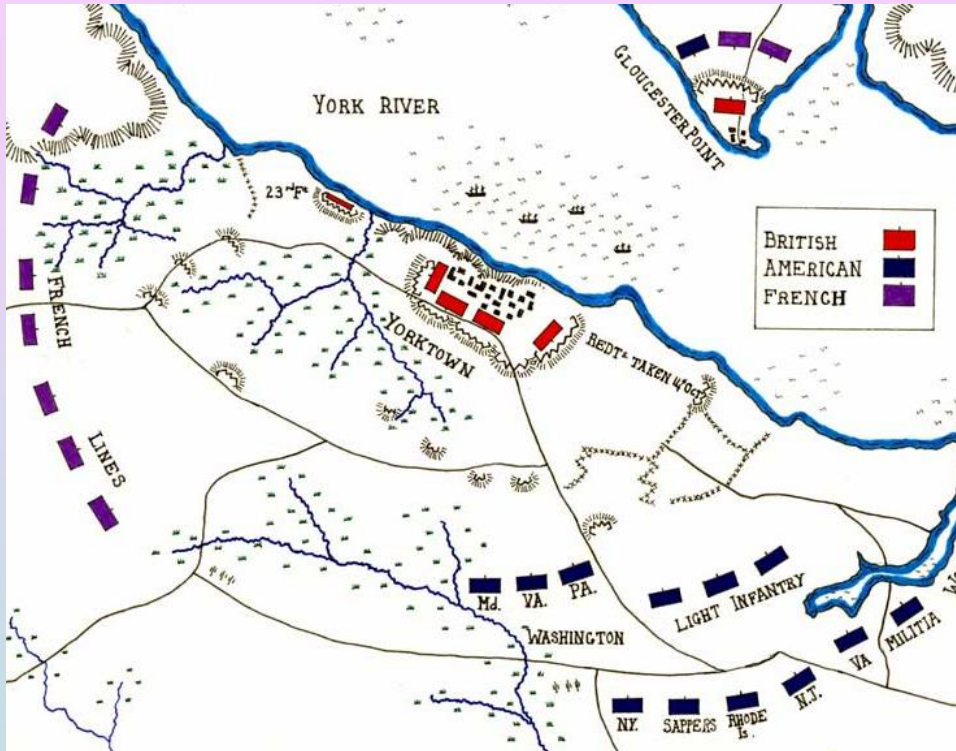 YORK RIVER
GLOUCESTER POINT
23rd Ft
BRITISH
AMERICAN
FRENCH
FRENCH
LINES
YORKTOWN
REDTS TAKEN 14 OCT
Md.
VA.
PA.
LIGHT INFANTRY
WASHINGTON
VA
MILITIA
NY.
SAPPERS
RHODE
Is.
N.J.